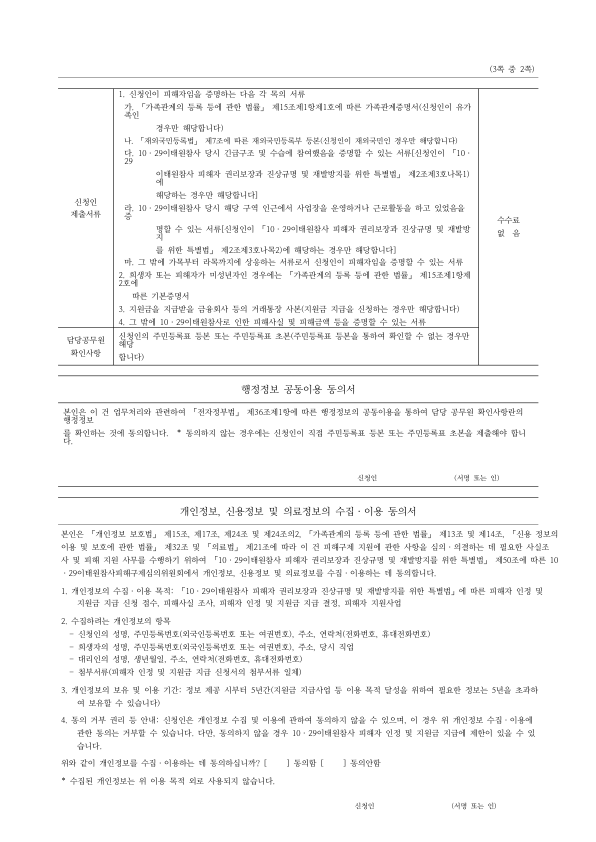 (3쪽 중 2쪽)
신청인
제출서류
1. 신청인이 피해자임을 증명하는 다음 각 목의 서류
가. 「가족관계의 등록 등에 관한 법률」 제15조제1항제1호에 따른 가족관계증명서(신청인이 유가
족인
경우만 해당합니다)
나. 「재외국민등록법」 제7조에 따른 재외국민등록부 등본(신청인이 재외국민인 경우만 해당합니다)
다. 10ㆍ29이태원참사 당시 긴급구조 및 수습에 참여했음을 증명할 수 있는 서류[신청인이 「10ㆍ
29
이태원참사 피해자 권리보장과 진상규명 및 재발방지를 위한 특별법」 제2조제3호나목1)
에
해당하는 경우만 해당합니다]
라. 10ㆍ29이태원참사 당시 해당 구역 인근에서 사업장을 운영하거나 근로활동을 하고 있었음을
증
명할 수 있는 서류[신청인이 「10ㆍ29이태원참사 피해자 권리보장과 진상규명 및 재발방
지
를 위한 특별법」 제2조제3호나목2)에 해당하는 경우만 해당합니다]
마. 그 밖에 가목부터 라목까지에 상응하는 서류로서 신청인이 피해자임을 증명할 수 있는 서류
2. 희생자 또는 피해자가 미성년자인 경우에는 「가족관계의 등록 등에 관한 법률」 제15조제1항제
2호에
따른 기본증명서
3. 지원금을 지급받을 금융회사 등의 거래통장 사본(지원금 지급을 신청하는 경우만 해당합니다)
4. 그 밖에 10ㆍ29이태원참사로 인한 피해사실 및 피해금액 등을 증명할 수 있는 서류
수수료
없 음
담당공무원
확인사항
신청인의 주민등록표 등본 또는 주민등록표 초본(주민등록표 등본을 통하여 확인할 수 없는 경우만
해당
합니다)
행정정보 공동이용 동의서
본인은 이 건 업무처리와 관련하여 「전자정부법」 제36조제1항에 따른 행정정보의 공동이용을 통하여 담당 공무원 확인사항란의
행정정보
를 확인하는 것에 동의합니다. * 동의하지 않는 경우에는 신청인이 직접 주민등록표 등본 또는 주민등록표 초본을 제출해야 합니
다.
신청인 (서명 또는 인)
개인정보, 신용정보 및 의료정보의 수집ㆍ이용 동의서
본인은 「개인정보 보호법」 제15조, 제17조, 제24조 및 제24조의2, 「가족관계의 등록 등에 관한 법률」 제13조 및 제14조, 「신용 정보의
이용 및 보호에 관한 법률」 제32조 및 「의료법」 제21조에 따라 이 건 피해구제 지원에 관한 사항을 심의ㆍ의결하는 데 필요한 사실조
사 및 피해 지원 사무를 수행하기 위하여 「10ㆍ29이태원참사 피해자 권리보장과 진상규명 및 재발방지를 위한 특별법」 제50조에 따른 10
ㆍ29이태원참사피해구제심의위원회에서 개인정보, 신용정보 및 의료정보를 수집ㆍ이용하는 데 동의합니다.
1. 개인정보의 수집ㆍ이용 목적: 「10ㆍ29이태원참사 피해자 권리보장과 진상규명 및 재발방지를 위한 특별법」에 따른 피해자 인정 및
지원금 지급 신청 접수, 피해사실 조사, 피해자 인정 및 지원금 지급 결정, 피해자 지원사업
2. 수집하려는 개인정보의 항목
- 신청인의 성명, 주민등록번호(외국인등록번호 또는 여권번호), 주소, 연락처(전화번호, 휴대전화번호)
- 희생자의 성명, 주민등록번호(외국인등록번호 또는 여권번호), 주소, 당시 직업
- 대리인의 성명, 생년월일, 주소, 연락처(전화번호, 휴대전화번호)
- 첨부서류(피해자 인정 및 지원금 지급 신청서의 첨부서류 일체)
3. 개인정보의 보유 및 이용 기간: 정보 제공 시부터 5년간(지원금 지급사업 등 이용 목적 달성을 위하여 필요한 정보는 5년을 초과하
여 보유할 수 있습니다)
4. 동의 거부 권리 등 안내: 신청인은 개인정보 수집 및 이용에 관하여 동의하지 않을 수 있으며, 이 경우 위 개인정보 수집ㆍ이용에
관한 동의는 거부할 수 있습니다. 다만, 동의하지 않을 경우 10ㆍ29이태원참사 피해자 인정 및 지원금 지급에 제한이 있을 수 있
습니다.
위와 같이 개인정보를 수집ㆍ이용하는 데 동의하십니까? [ ] 동의함 [ ] 동의안함
* 수집된 개인정보는 위 이용 목적 외로 사용되지 않습니다.
신청인 (서명 또는 인)